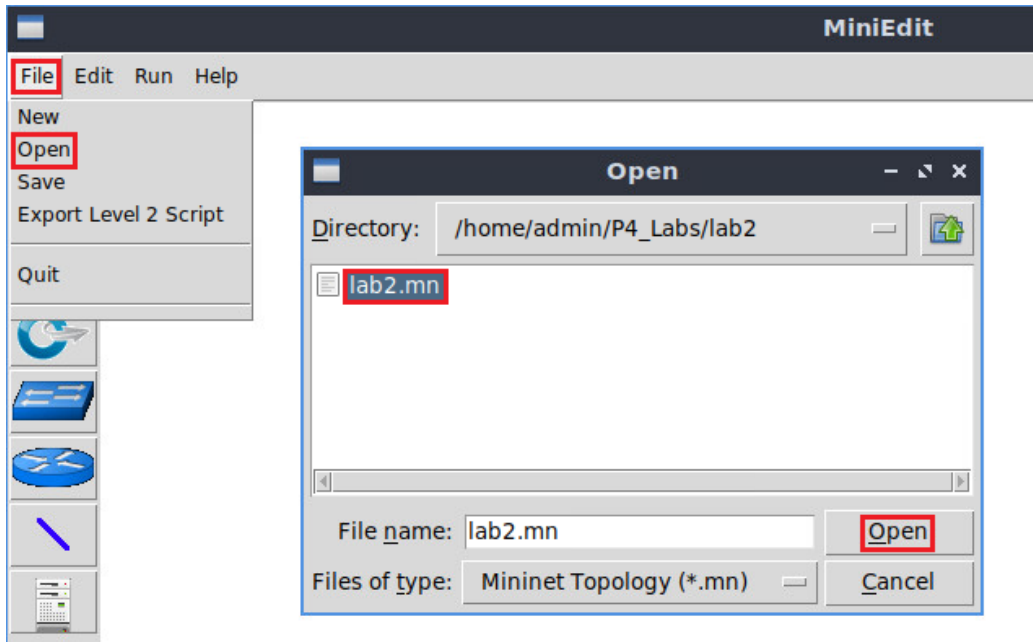 MiniEdit
File Edit Run Help
New
Open
Save
Export Level 2 Script
Quit
Open
Directory: /home/admin/P4_Labs/lab2
lab2.mn
File name: lab2.mn
Open
Files of type: Mininet Topology (*.mn)
Cancel